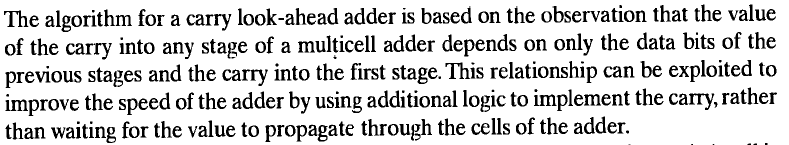 The algorithm for a carry look-ahead adder is based on the observation that the value
of the carry into any stage of a multicell adder depends on only the data bits of the
previous stages and the carry into the first stage. This relationship can be exploited to
improve the speed of the adder by using additional logic to implement the carry, rather
than waiting for the value to propagate through the cells of the adder.